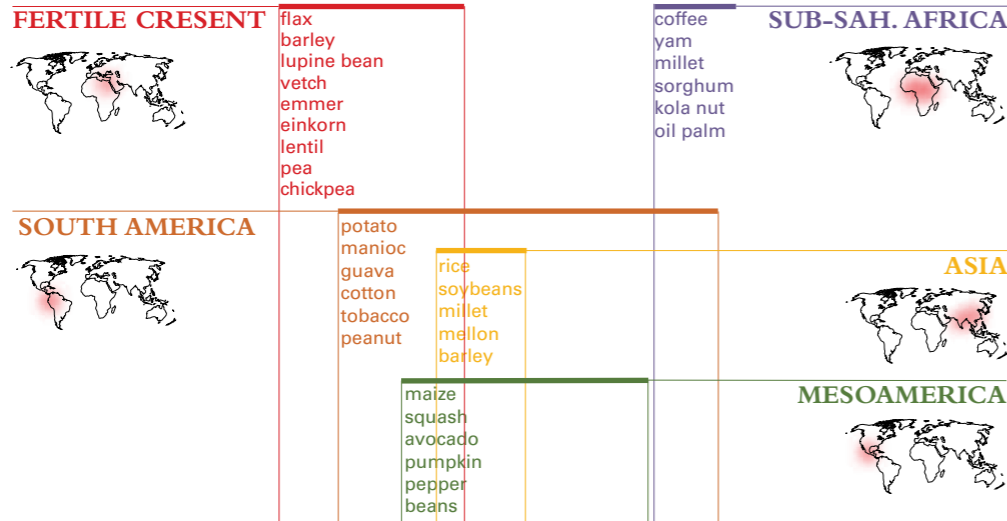 FERTILE CRESENT
flax
barley
lupine bean
vetch
emmer
einkorn
lentil
pea
chickpea
coffee
yam
millet
sorghum
kola nut
oil palm
SUB-SAH. AFRICA
SOUTH AMERICA
potato
manioc
guava
cotton
tobacco
peanut
rice
soybeans
millet
mellon
barley
ASIA
maize
squash
avocado
pumpkin
pepper
beans
MESOAMERICA